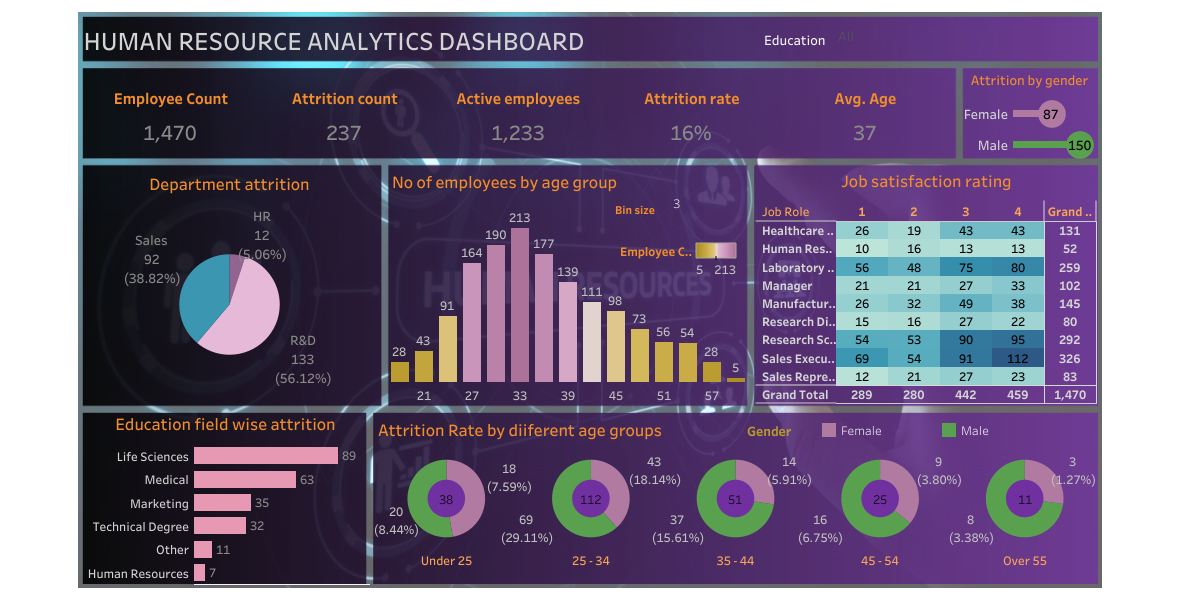 HUMAN RESOURCE ANALYTICS DASHBOARD
Education All
Employee Count Attrition count Active employees Attrition rate Avg. Age
1,470 237 1,233 16% 37
Attrition by gender
Female 87
Male 150
Department attrition
HR
12
(5.06%)
Sales
92
(38.82%)
R&D
133
(56.12%)
No of employees by age group
Bin size 3
Employee C..
5 213
28 43 91 164 190 213 177 139 111 98 73 56 54 28 5
21 27 33 39 45 51 57
HUMAN RESOURCES
Job satisfaction rating
Job Role 1 2 3 4 Grand ..
Healthcare .. 26 19 43 43 131
Human Res.. 10 16 13 13 52
Laboratory .. 56 48 75 80 259
Manager 21 21 27 33 102
Manufactur.. 26 32 49 38 145
Research Di.. 15 16 27 22 80
Research Sc.. 54 53 90 95 292
Sales Execu.. 69 54 91 112 326
Sales Repre.. 12 21 27 23 83
Grand Total 289 280 442 459 1,470
Education field wise attrition
Life Sciences 89
Medical 63
Marketing 35
Technical Degree 32
Other 11
Human Resources 7
Attrition Rate by diifferent age groups
Gender Female Male
38
18
(7.59%)
20
(8.44%)
Under 25
112
43
(18.14%)
69
(29.11%)
25 - 34
51
14
(5.91%)
37
(15.61%)
35 - 44
25
9
(3.80%)
16
(6.75%)
45 - 54
11
3
(1.27%)
8
(3.38%)
Over 55